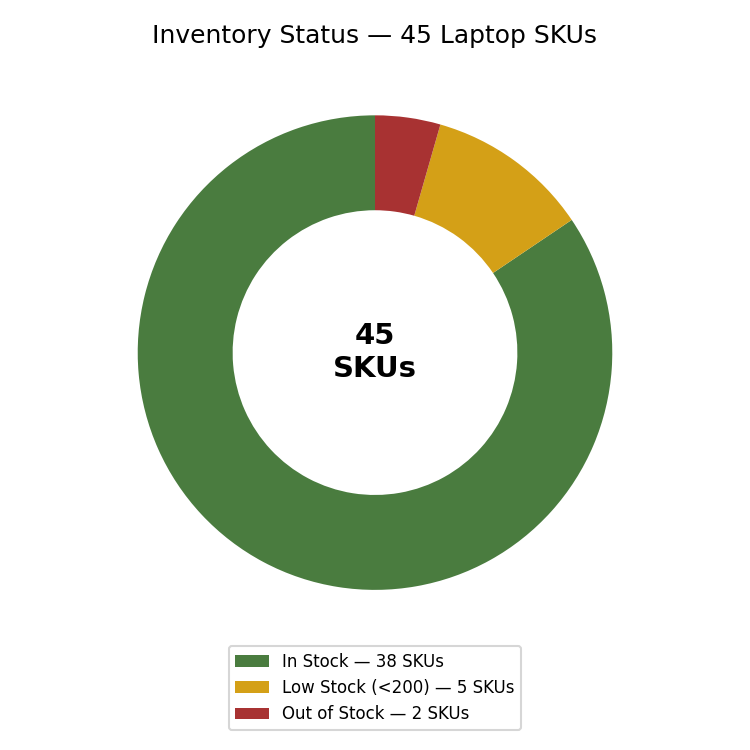 Inventory Status — 45 Laptop SKUs
45
SKUs
In Stock — 38 SKUs
Low Stock (<200) — 5 SKUs
Out of Stock — 2 SKUs